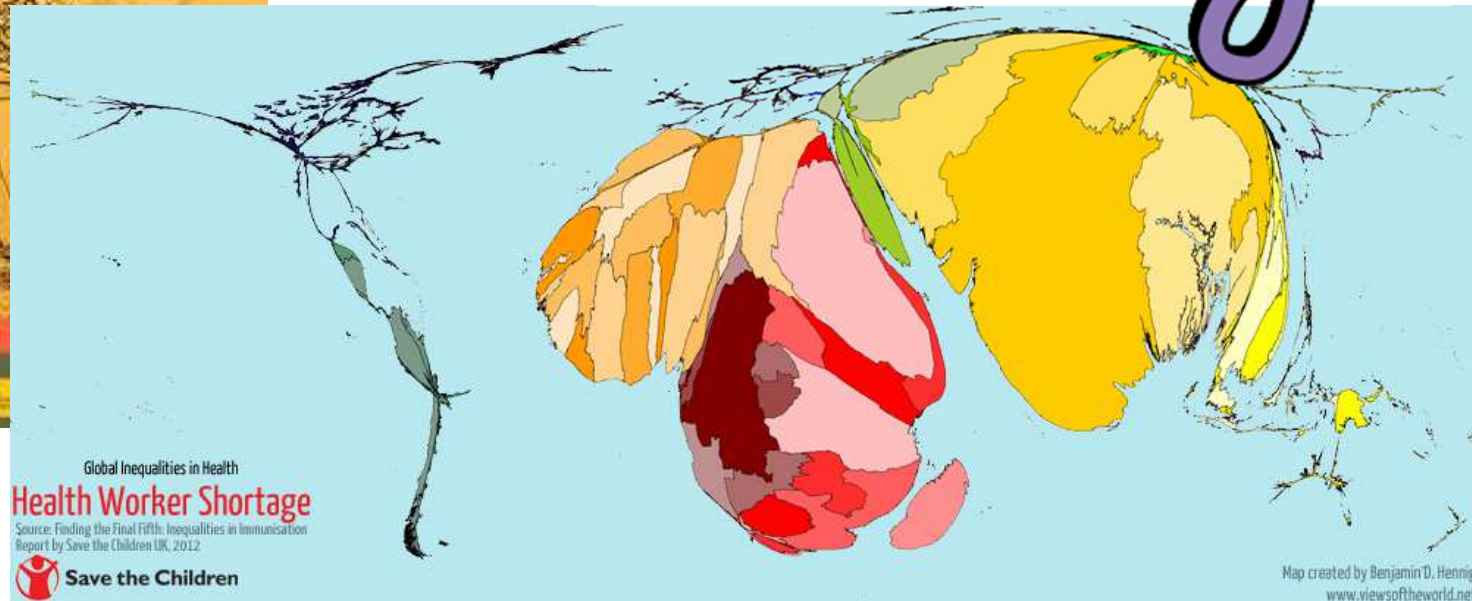 Global Inequalities in Health
Health Worker Shortage
Source: Finding the Final Fifth: Inequalities in Immunisation
Report by Save the Children UK, 2012
Save the Children
Map created by Benjamin D. Hennig
www.viewsoftheworld.net